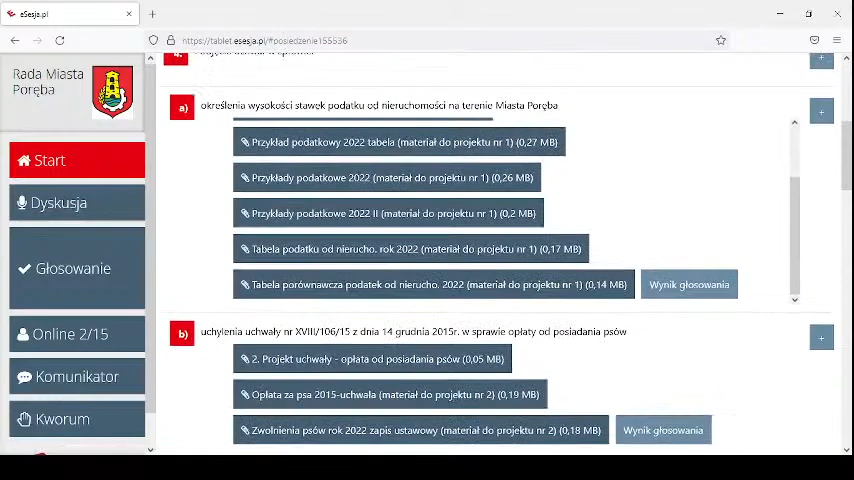 eSesja.pl
https://tablet.esesja.pl/#posiedzenie155536
Rada Miasta
Poręba
Start
Dyskusja
Głosowanie
Online 2/15
Komunikator
Kworum
4.
a) określenia wysokości stawek podatku od nieruchomości na terenie Miasta Poręba
Przykład podatkowy 2022 tabela (materiał do projektu nr 1) (0,27 MB)
Przykłady podatkowe 2022 (materiał do projektu nr 1) (0,26 MB)
Przykłady podatkowe 2022 II (materiał do projektu nr 1) (0,2 MB)
Tabela podatku od nierucho. rok 2022 (materiał do projektu nr 1) (0,17 MB)
Tabela porównawcza podatek od nierucho. 2022 (materiał do projektu nr 1) (0,14 MB) Wynik głosowania
b) uchylenia uchwały nr XVIII/106/15 z dnia 14 grudnia 2015r. w sprawie opłaty od posiadania psów
2. Projekt uchwały - opłata od posiadania psów (0,05 MB)
Opłata za psa 2015-uchwała (materiał do projektu nr 2) (0,19 MB)
Zwolnienia psów rok 2022 zapis ustawowy (materiał do projektu nr 2) (0,18 MB) Wynik głosowania